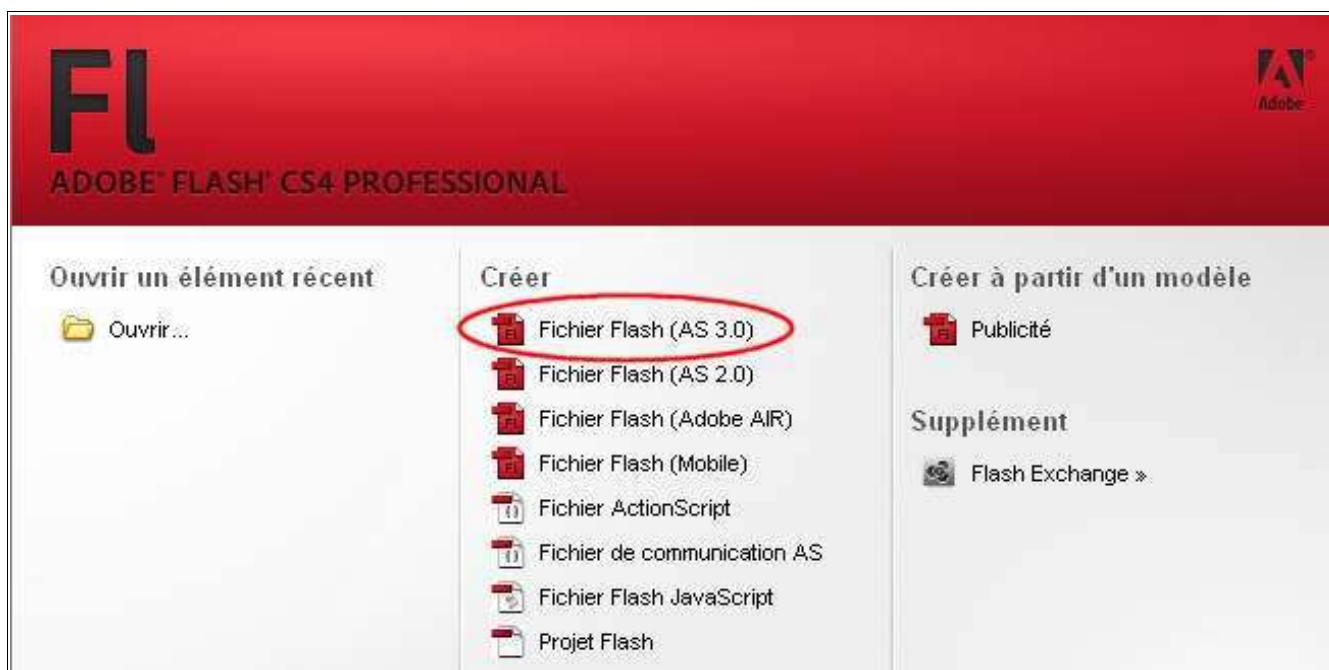 Fl
Adobe
ADOBE® FLASH® CS4 PROFESSIONAL
Ouvrir un élément récent
Ouvrir...
Créer
Fichier Flash (AS 3.0)
Fichier Flash (AS 2.0)
Fichier Flash (Adobe AIR)
Fichier Flash (Mobile)
Fichier ActionScript
Fichier de communication AS
Fichier Flash JavaScript
Projet Flash
Créer à partir d'un modèle
Publicité
Supplément
Flash Exchange »